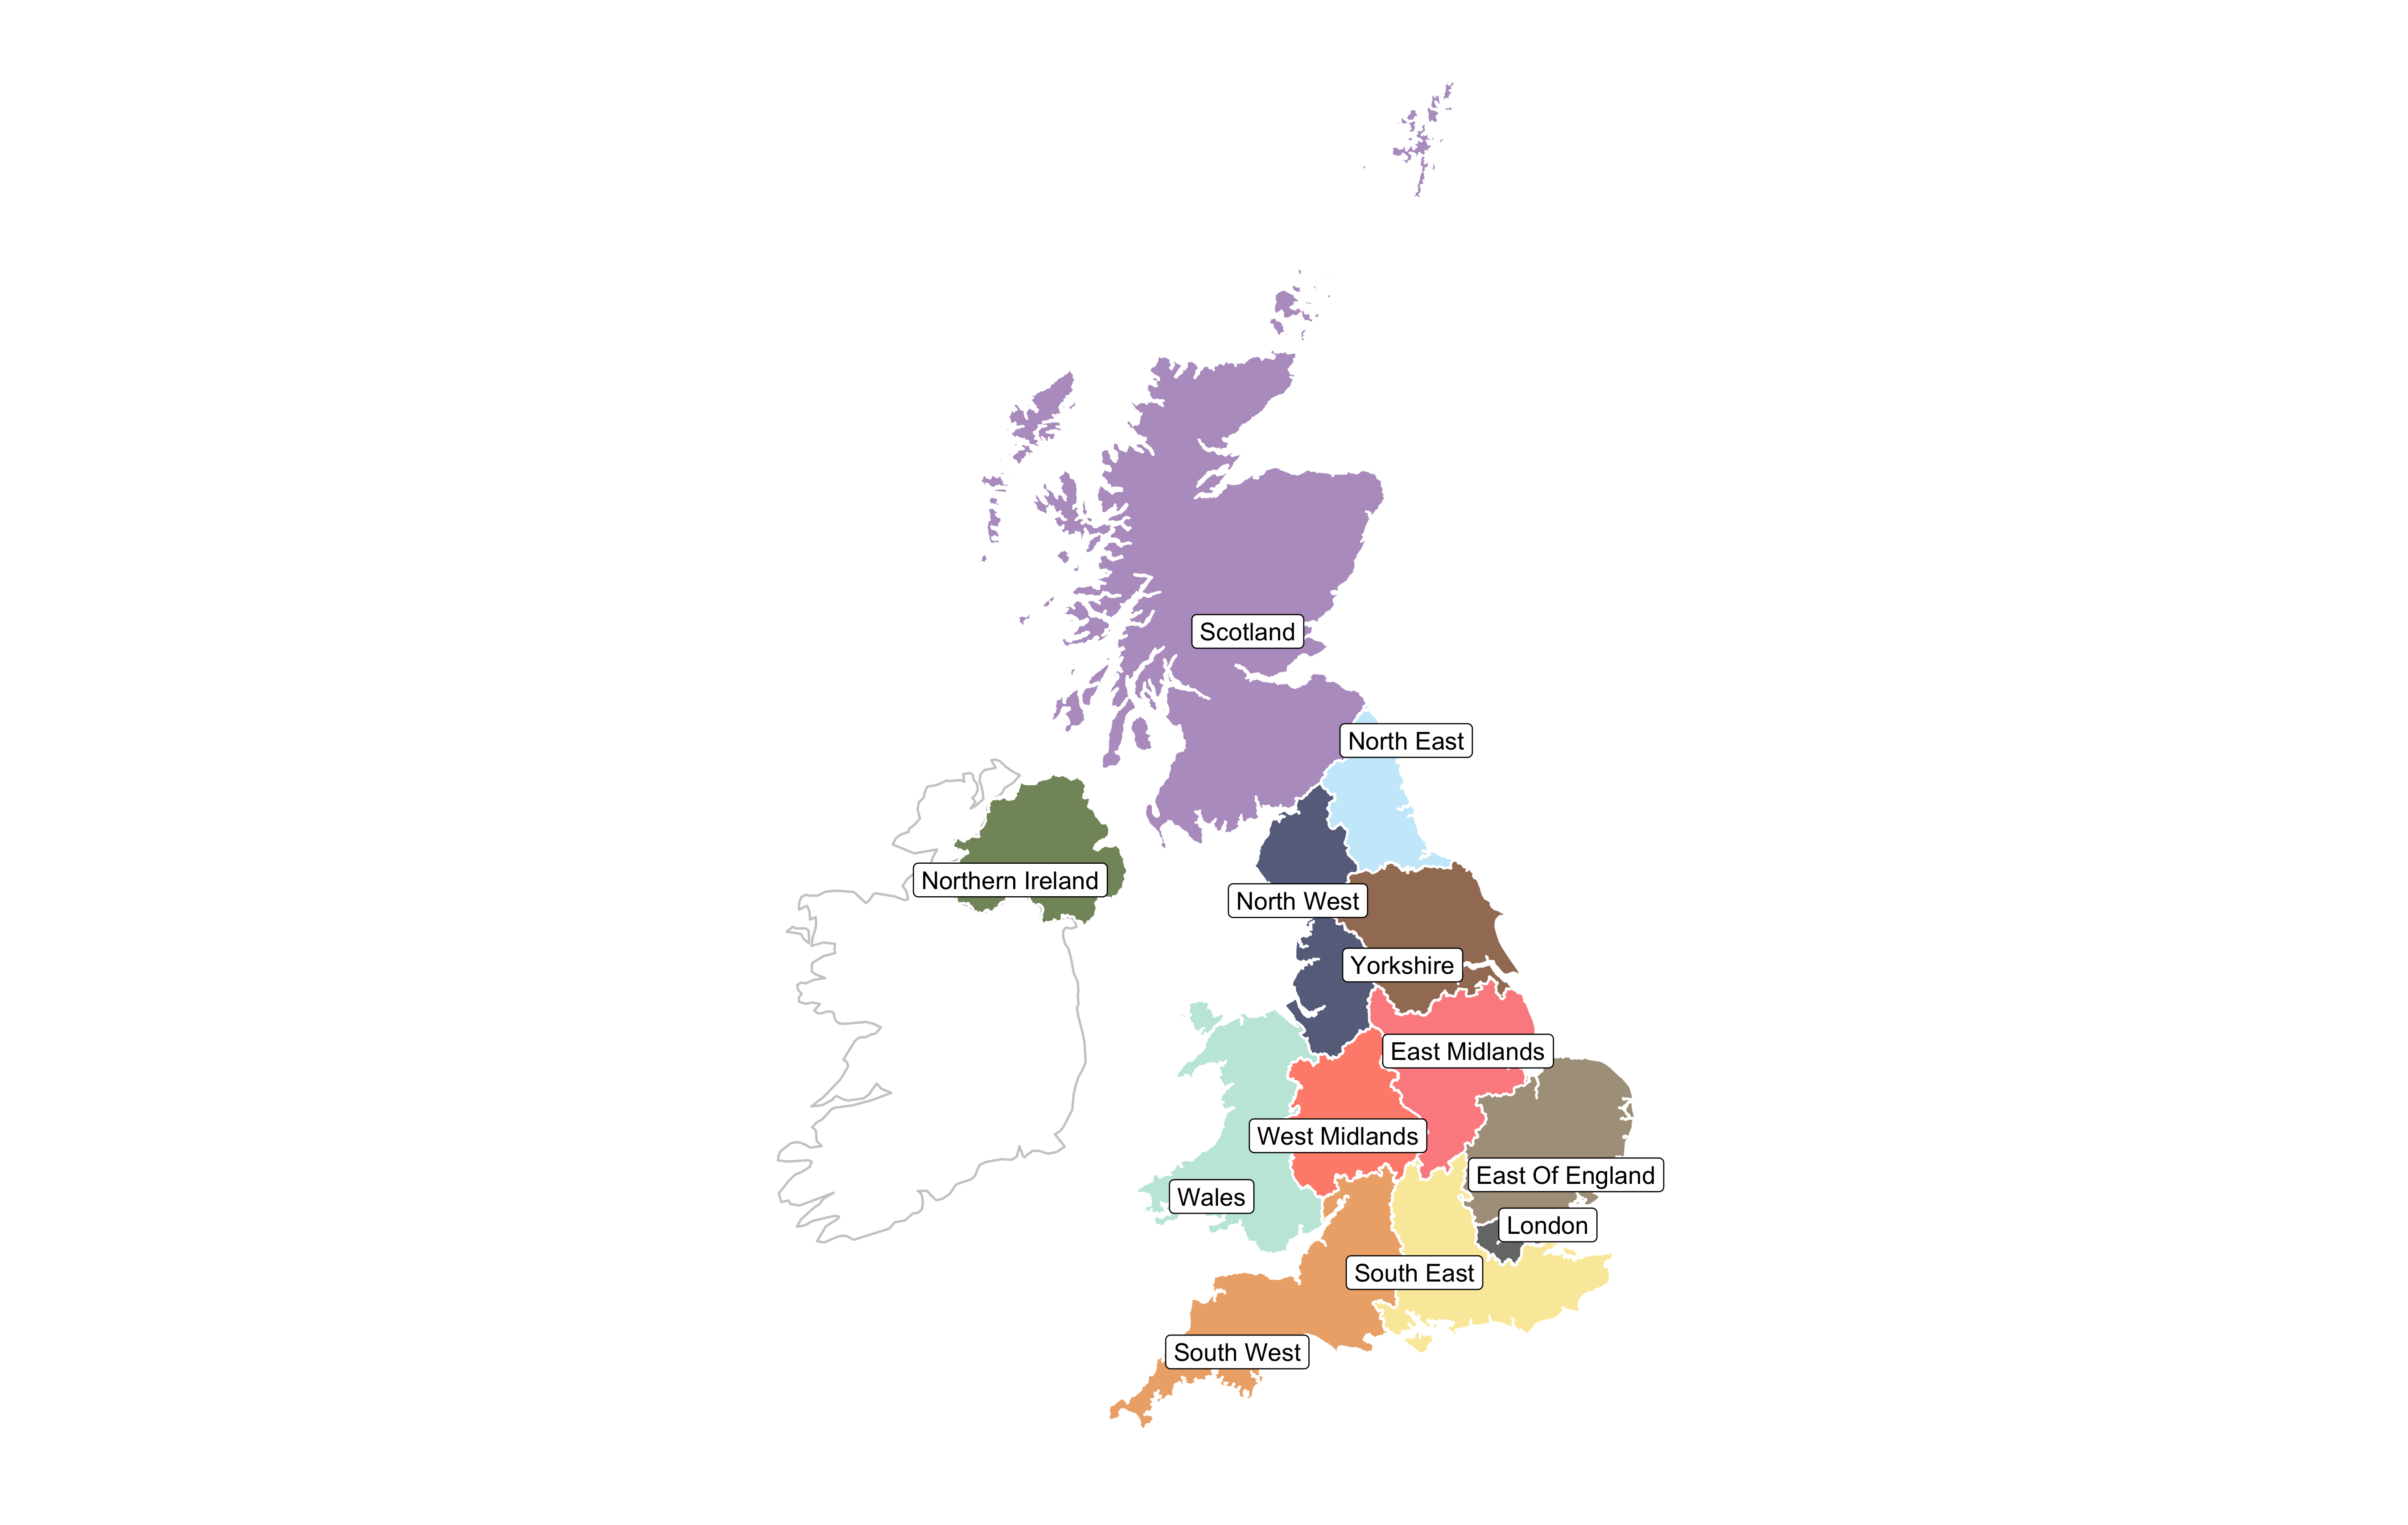 Scotland
North East
Northern Ireland
North West
Yorkshire
East Midlands
West Midlands
East Of England
Wales
London
South East
South West